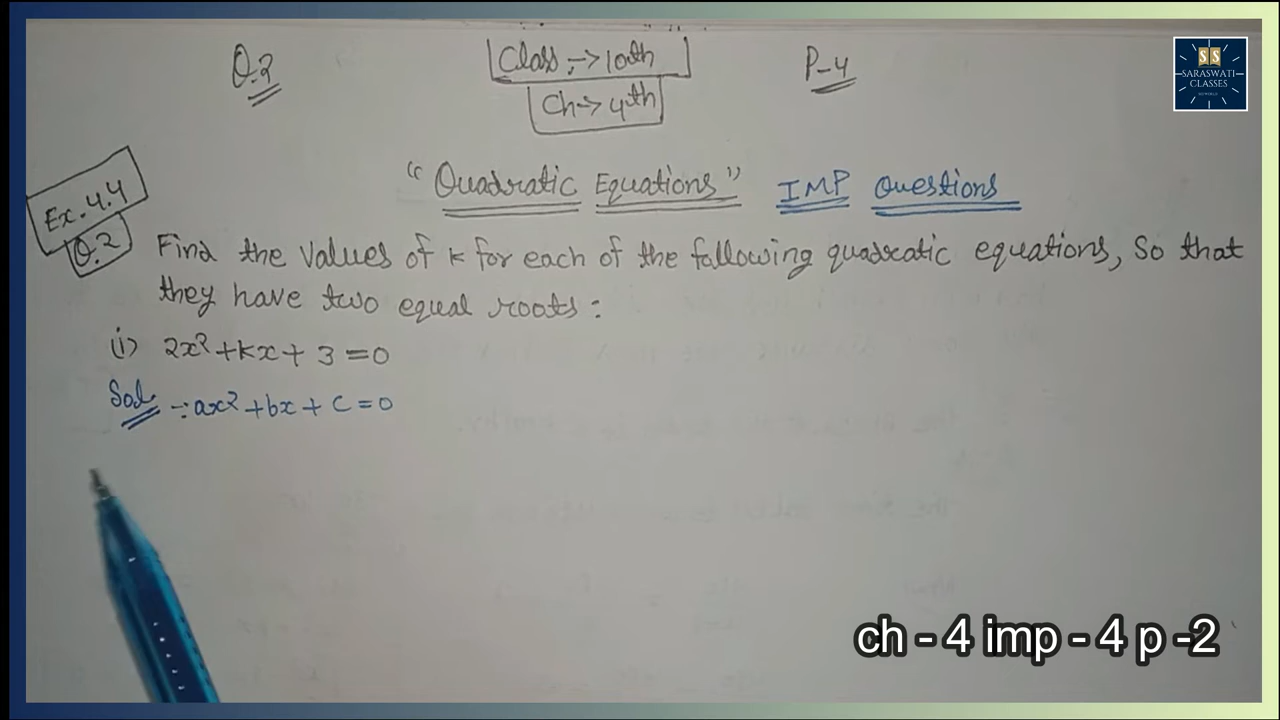 Q.2
Class :-> 10th
Ch -> 4th
P-4
SS
SARASWATI
CLASSES
Ex. 4.4
Q.2
"Quadratic Equations" IMP Questions
Find the values of k for each of the following quadratic equations, So that
they have two equal roots:
(i) 2x² + kx + 3 = 0
Sol. ÷ ax² + bx + c = 0
ch - 4 imp - 4 p -2